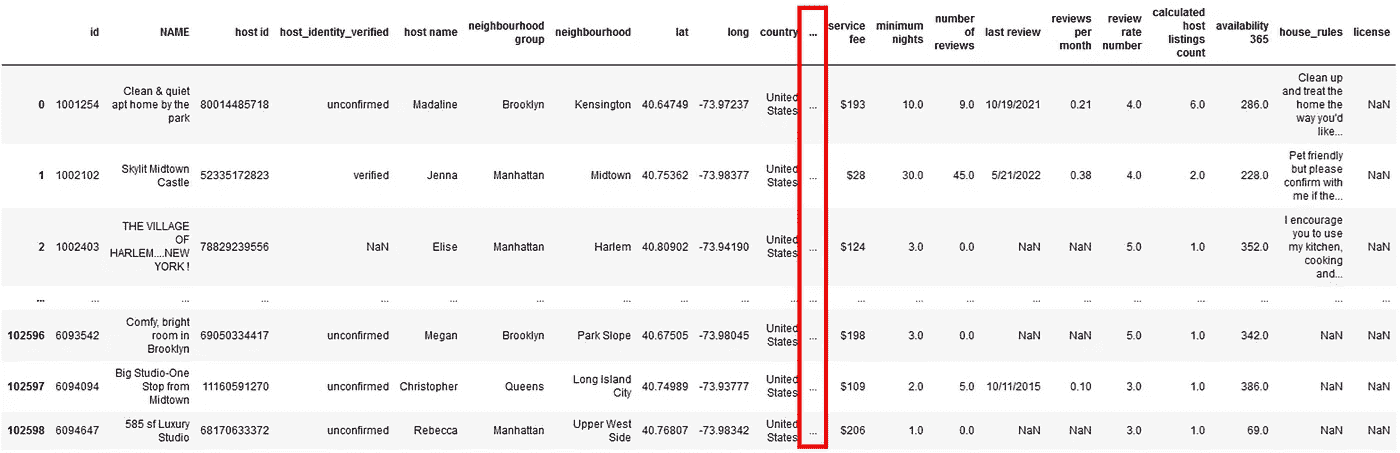 id NAME host id host_identity_verified host name neighbourhood group neighbourhood lat long country ... service fee minimum nights number of reviews last review reviews per month review rate number calculated host listings count availability 365 house_rules license
0 1001254 Clean & quiet apt home by the park 80014485718 unconfirmed Madaline Brooklyn Kensington 40.64749 -73.97237 United States ... $193 10.0 9.0 10/19/2021 0.21 4.0 6.0 286.0 Clean up and treat the home the way you'd like... NaN
1 1002102 Skylit Midtown Castle 52335172823 verified Jenna Manhattan Midtown 40.75362 -73.98377 United States ... $28 30.0 45.0 5/21/2022 0.38 4.0 2.0 228.0 Pet friendly but please confirm with me if the... NaN
2 1002403 THE VILLAGE OF HARLEM....NEW YORK ! 78829239556 NaN Elise Manhattan Harlem 40.80902 -73.94190 United States ... $124 3.0 0.0 NaN NaN 5.0 1.0 352.0 I encourage you to use my kitchen, cooking and... NaN
... ... ... ... ... ... ... ... ... ... ... ... ... ... ... ... ... ... ... ... ... ... ...
102596 6093542 Comfy, bright room in Brooklyn 69050334417 unconfirmed Megan Brooklyn Park Slope 40.67505 -73.98045 United States ... $198 3.0 0.0 NaN NaN 5.0 1.0 342.0 NaN NaN
102597 6094094 Big Studio-One Stop from Midtown 11160591270 unconfirmed Christopher Queens Long Island City 40.74989 -73.93777 United States ... $109 2.0 5.0 10/11/2015 0.10 3.0 1.0 386.0 NaN NaN
102598 6094647 585 sf Luxury Studio 68170633372 unconfirmed Rebecca Manhattan Upper West Side 40.76807 -73.98342 United States ... $206 1.0 0.0 NaN NaN 3.0 1.0 69.0 NaN NaN